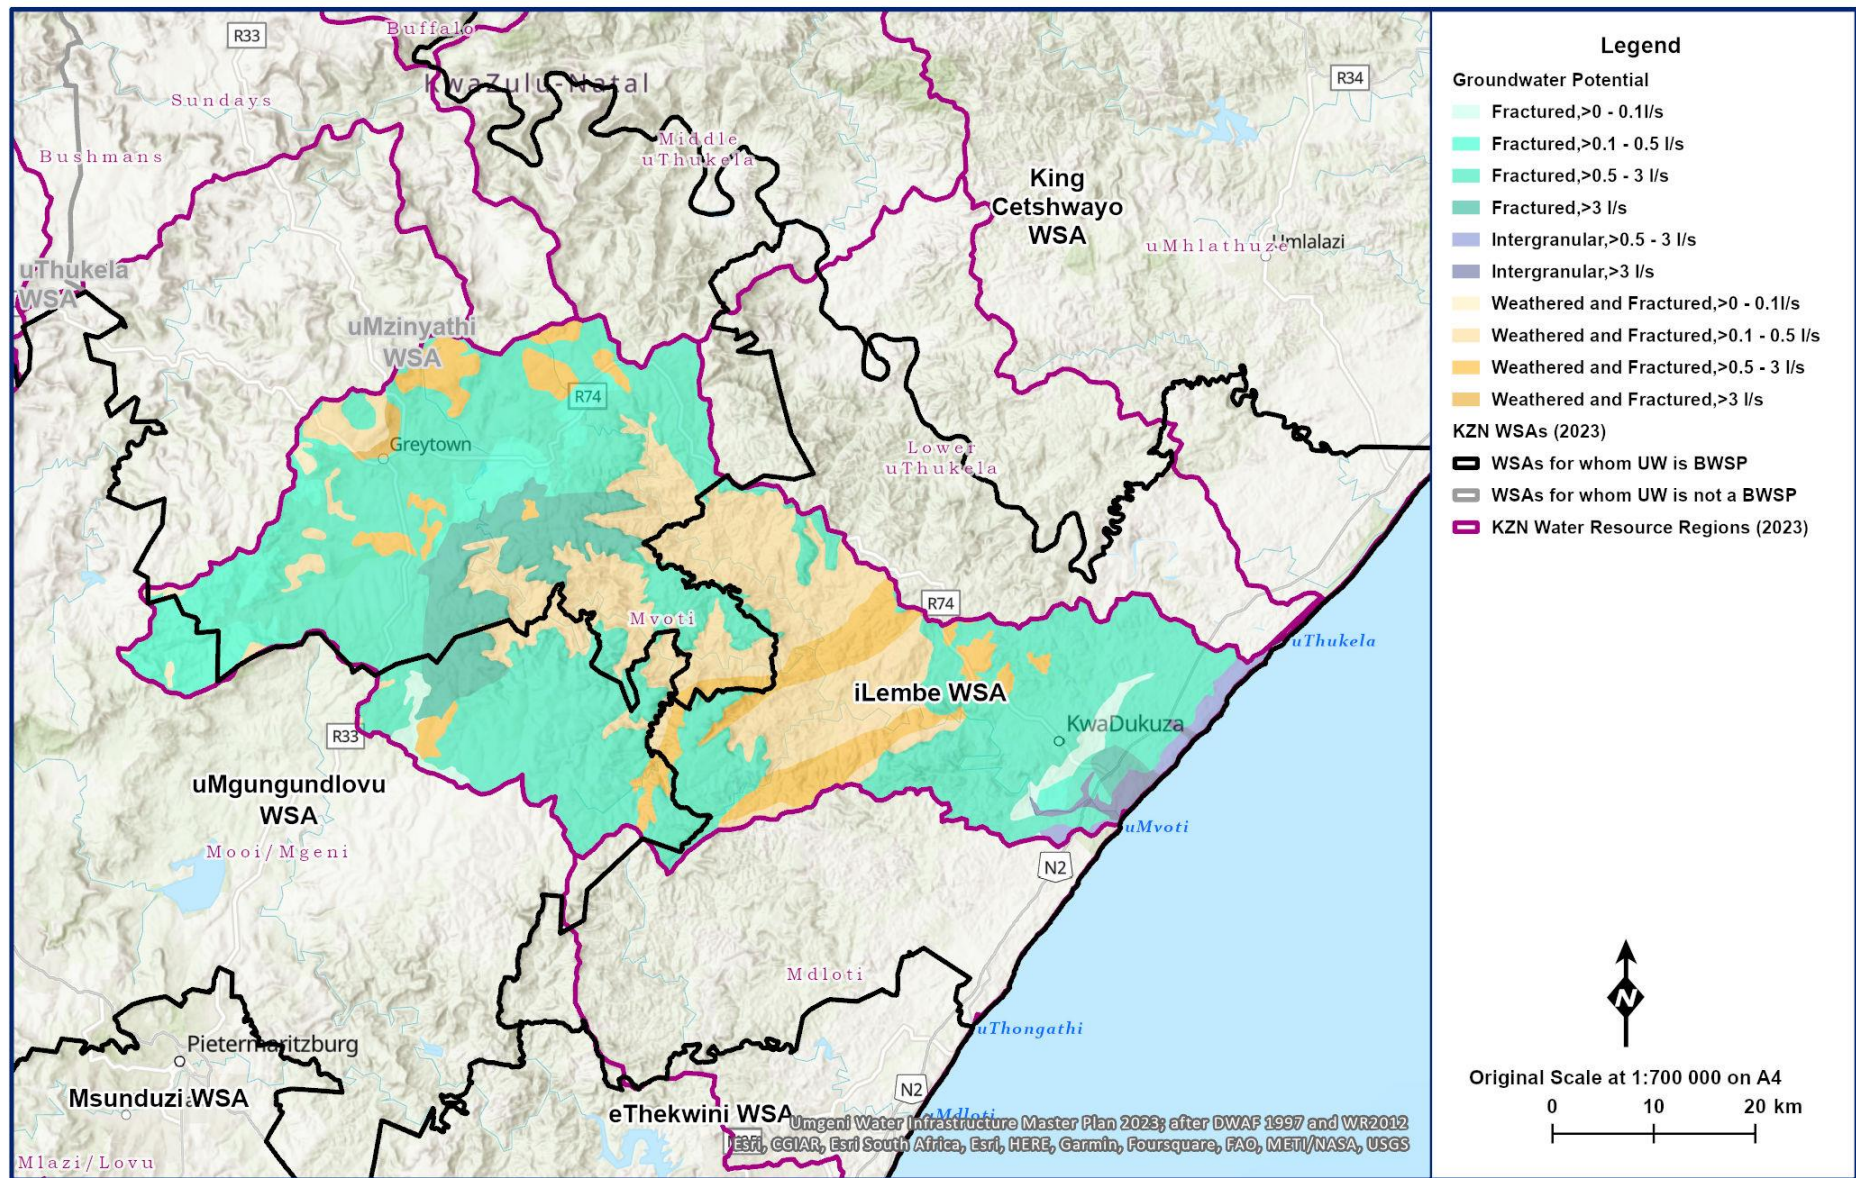 Buffalo
R33
KwaZulu-Natal
R34
Sundays
Middle
uThukela
Bushmans
King
Cetshwayo
WSA
uMhlathuze
Umlalazi
uThukela
WSA
uMzinyathi
WSA
R74
Greytown
Lower
uThukela
R74
Mvoti
uThukela
iLembe WSA
KwaDukuza
R33
uMgungundlovu
WSA
uMvoti
Mooi/Mgeni
N2
Mdloti
uThongathi
Pietermaritzburg
Msunduzi WSA
N2
eThekwini WSA
uMdloti
Mlazi/Lovu
Umgeni Water Infrastructure Master Plan 2023; after DWAF 1997 and WR2012
Esri, CGIAR, Esri South Africa, Esri, HERE, Garmin, Foursquare, FAO, METI/NASA, USGS
Legend
Groundwater Potential
Fractured,>0 - 0.1l/s
Fractured,>0.1 - 0.5 l/s
Fractured,>0.5 - 3 l/s
Fractured,>3 l/s
Intergranular,>0.5 - 3 l/s
Intergranular,>3 l/s
Weathered and Fractured,>0 - 0.1l/s
Weathered and Fractured,>0.1 - 0.5 l/s
Weathered and Fractured,>0.5 - 3 l/s
Weathered and Fractured,>3 l/s
KZN WSAs (2023)
WSAs for whom UW is BWSP
WSAs for whom UW is not a BWSP
KZN Water Resource Regions (2023)
N
Original Scale at 1:700 000 on A4
0 10 20 km